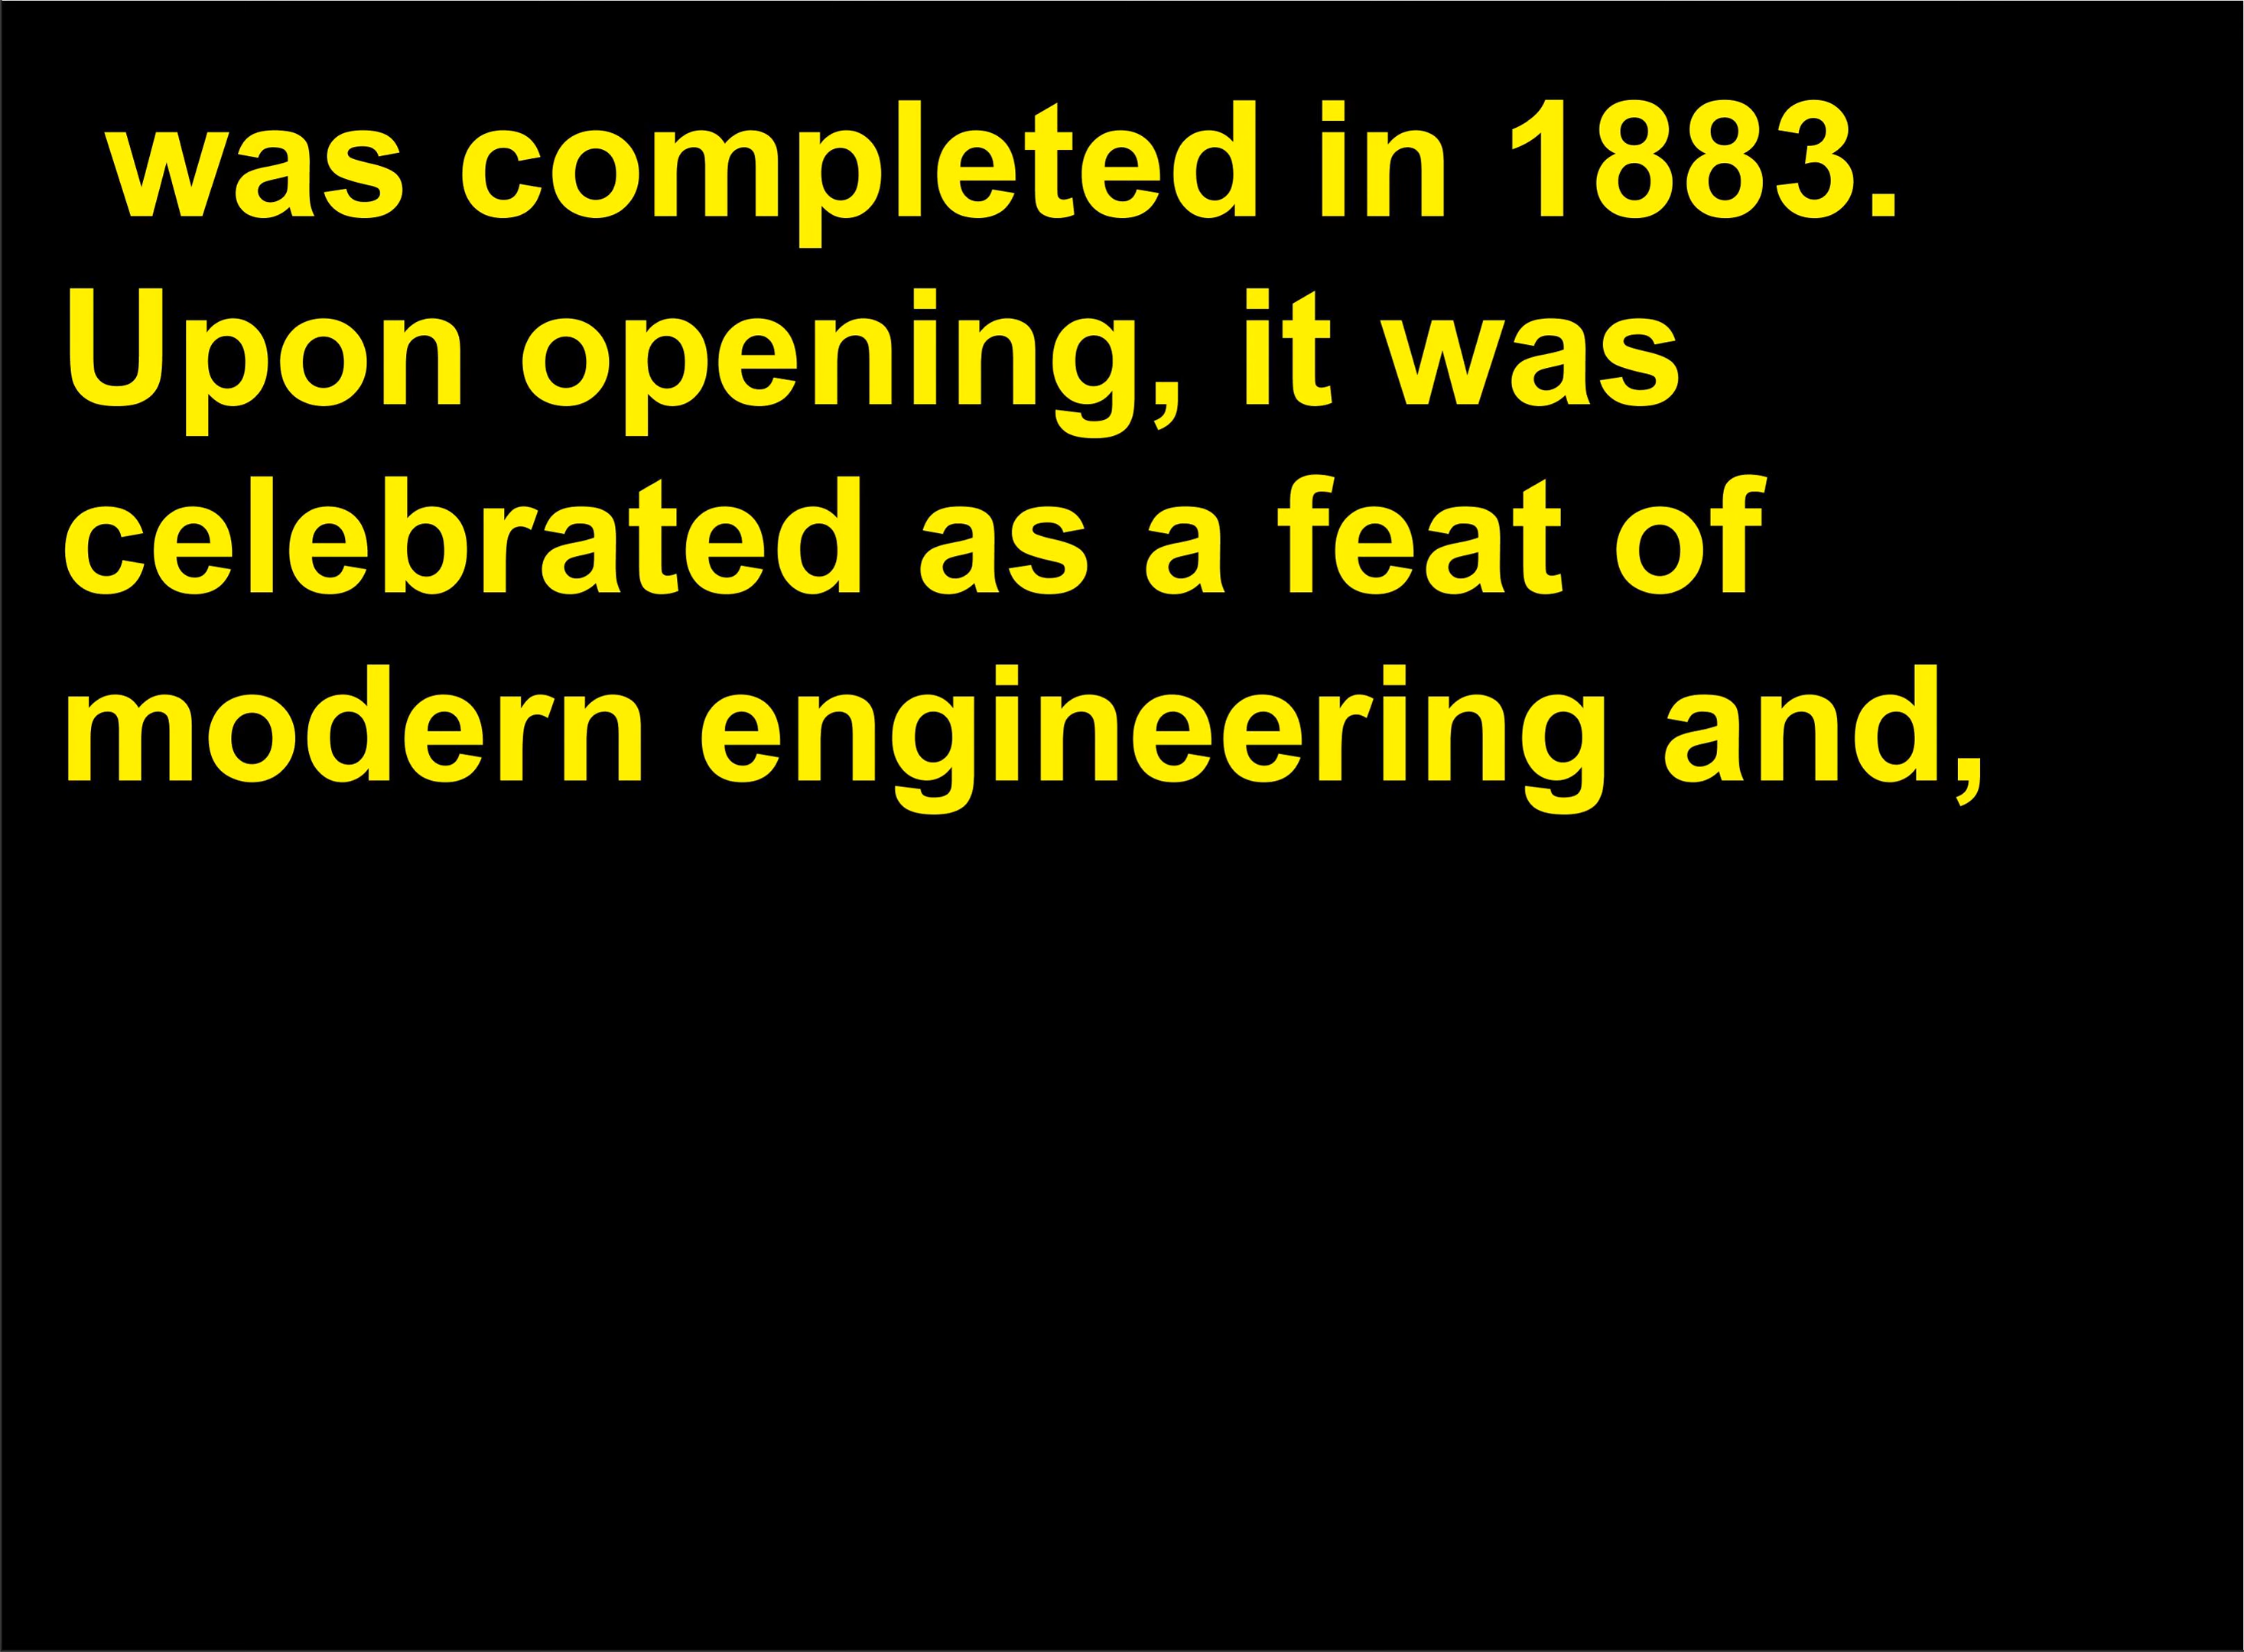 was completed in 1883.
Upon opening, it was
celebrated as a feat of
modern engineering and,